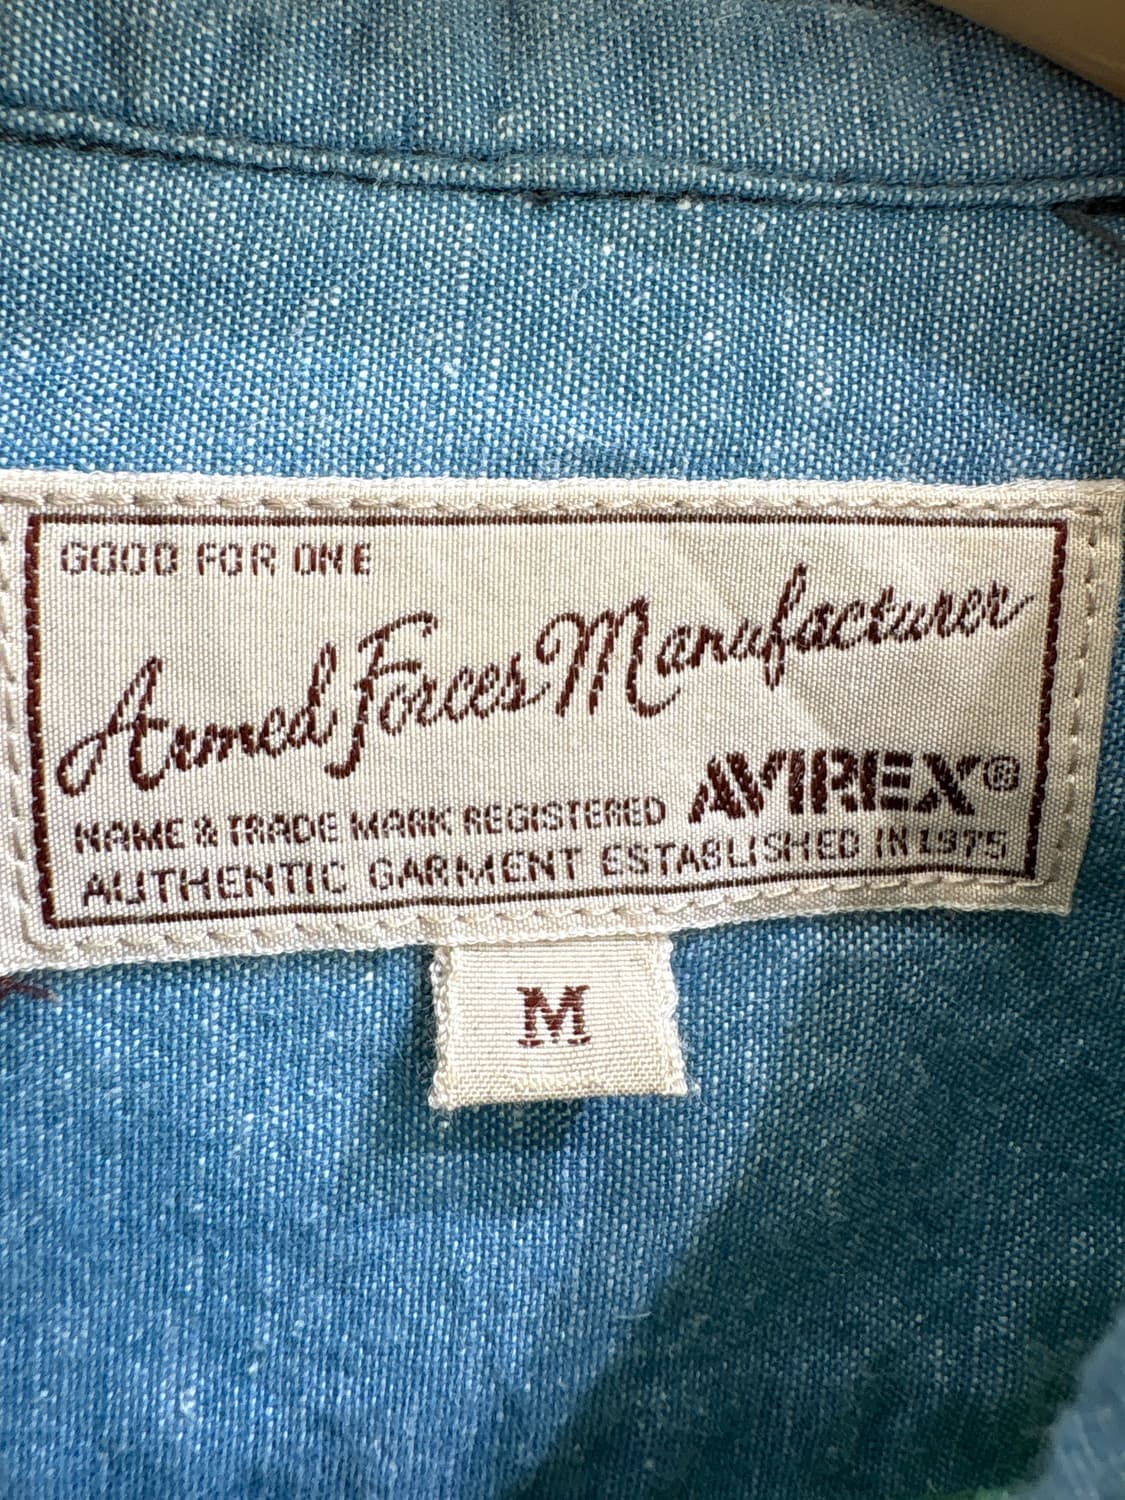 GOOD FOR ONE
Armed Forces Manufacturer
AVIREX®
NAME & TRADE MARK REGISTERED
AUTHENTIC GARMENT ESTABLISHED IN 1975
M